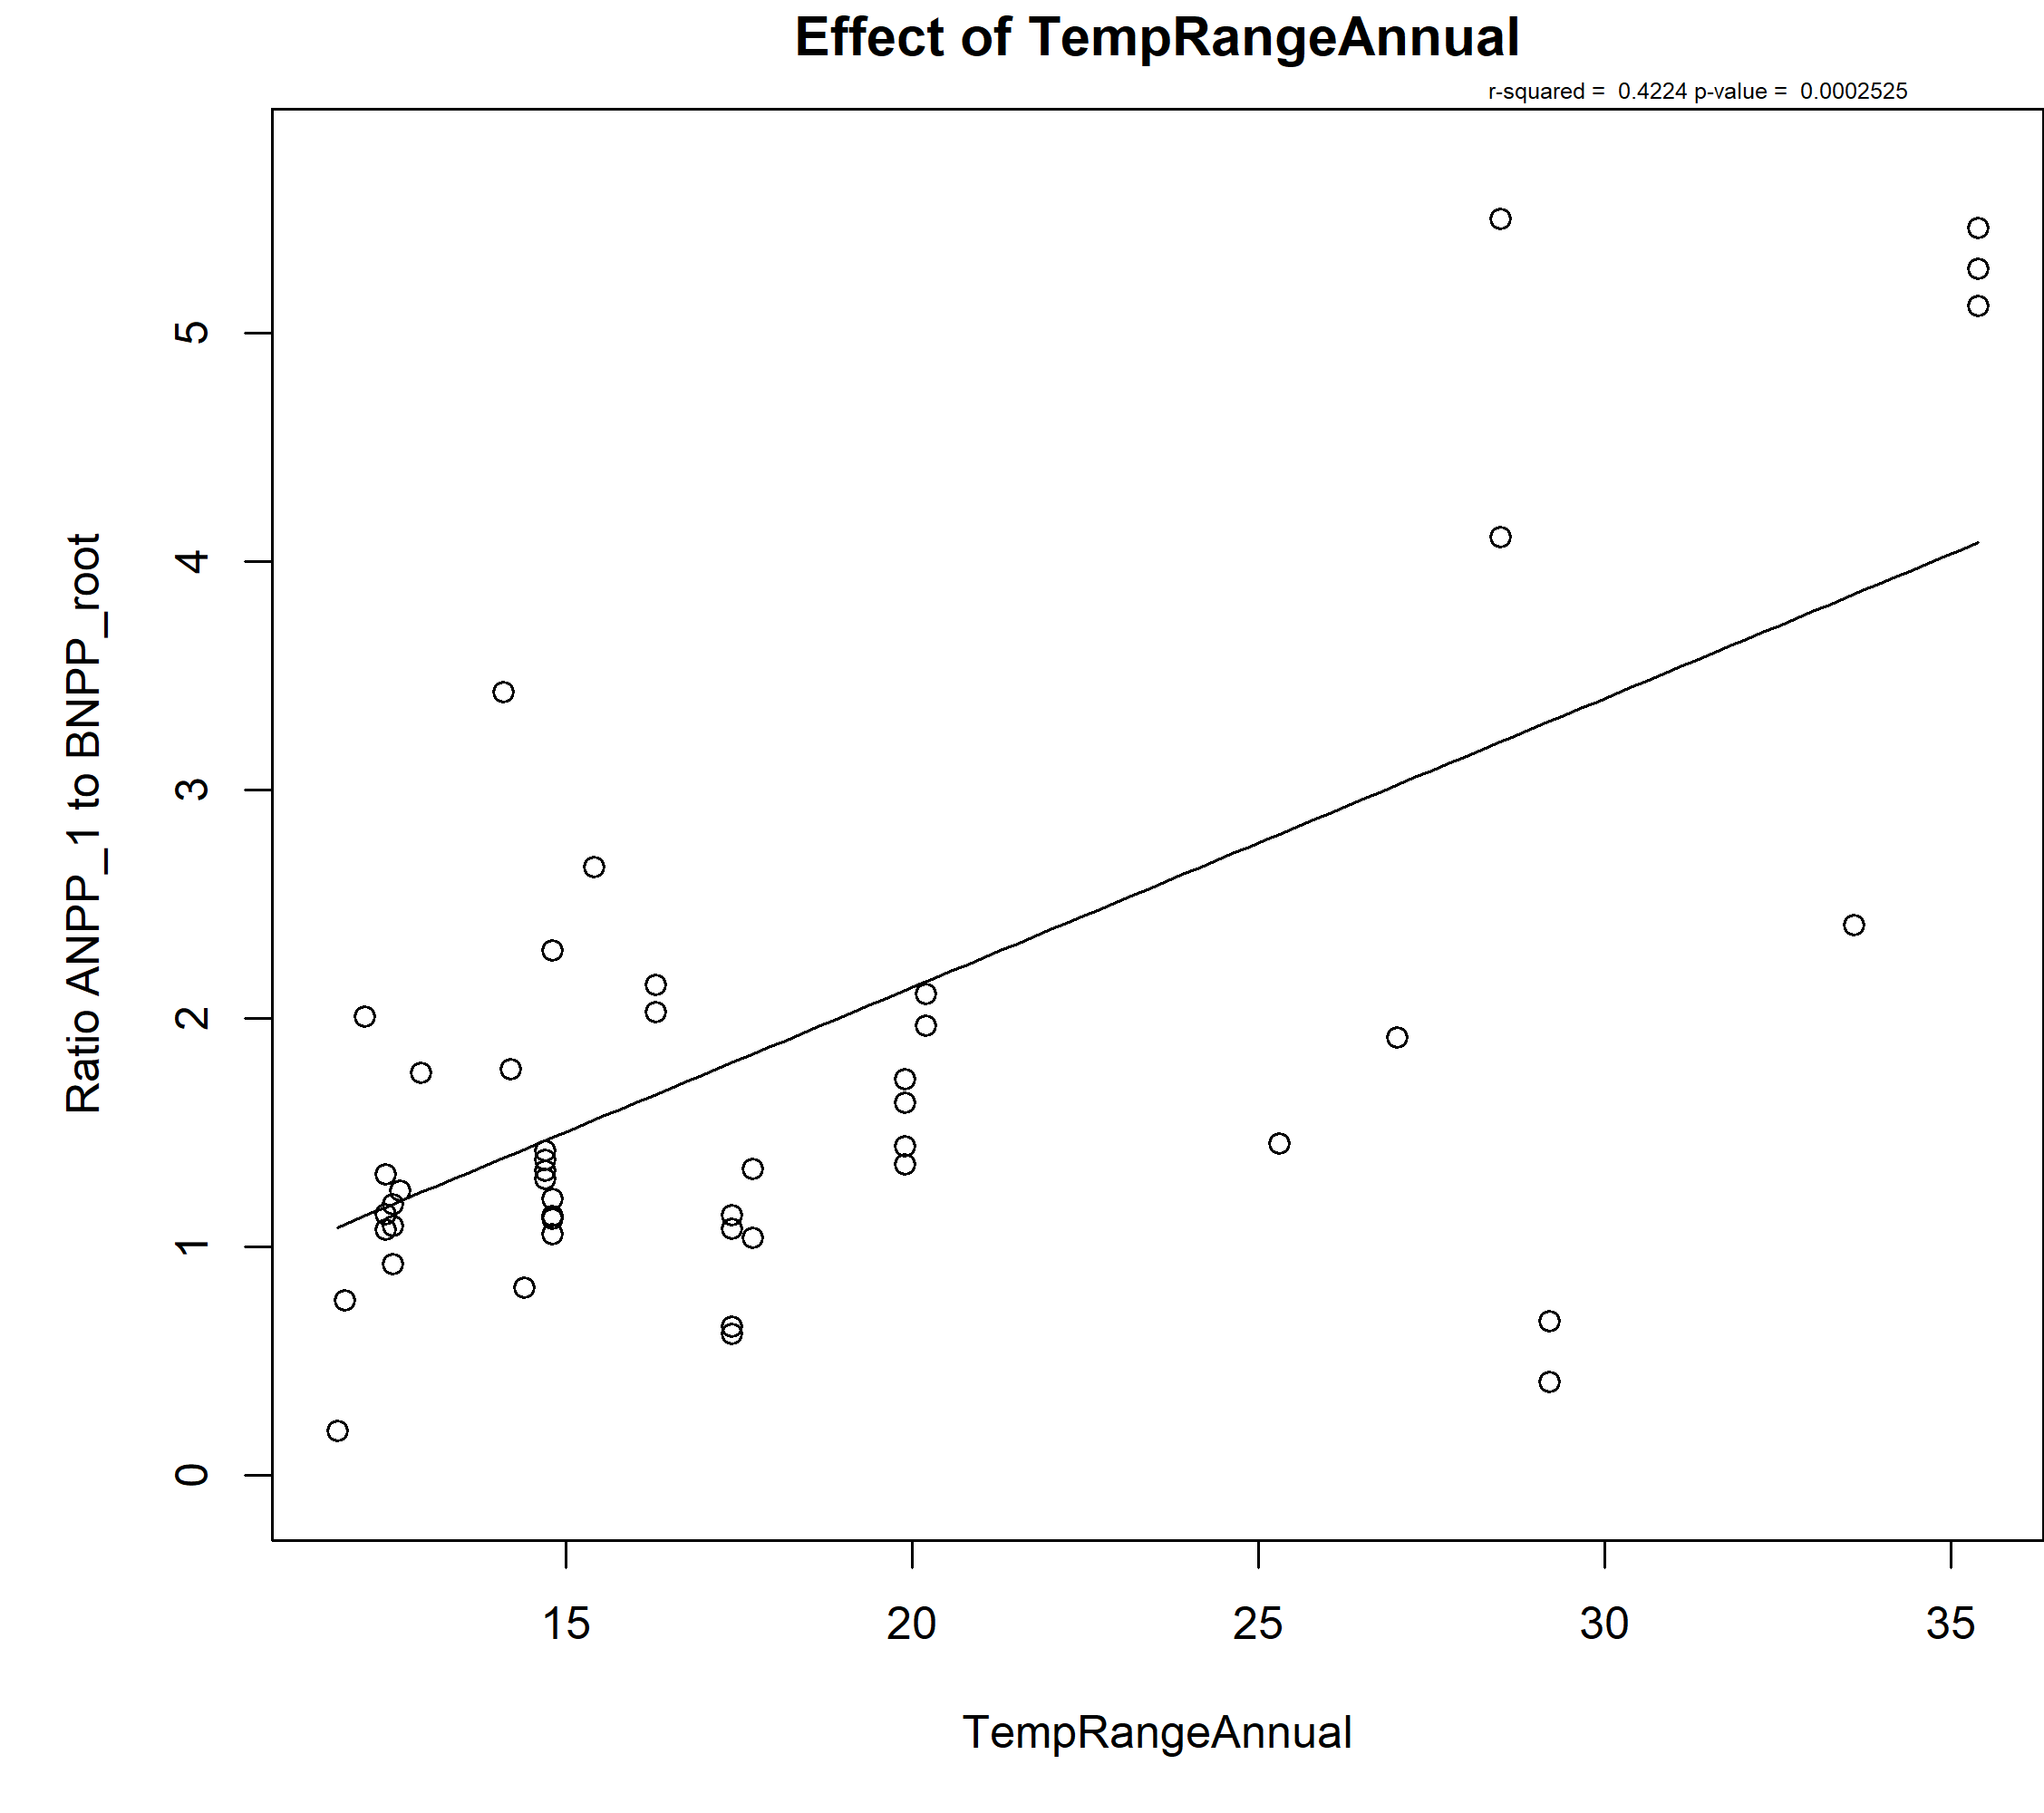 Effect of TempRangeAnnual
r-squared =  0.4224 p-value =  0.0002525
Ratio ANPP_1 to BNPP_root
5
4
3
2
1
0
15 20 25 30 35
TempRangeAnnual